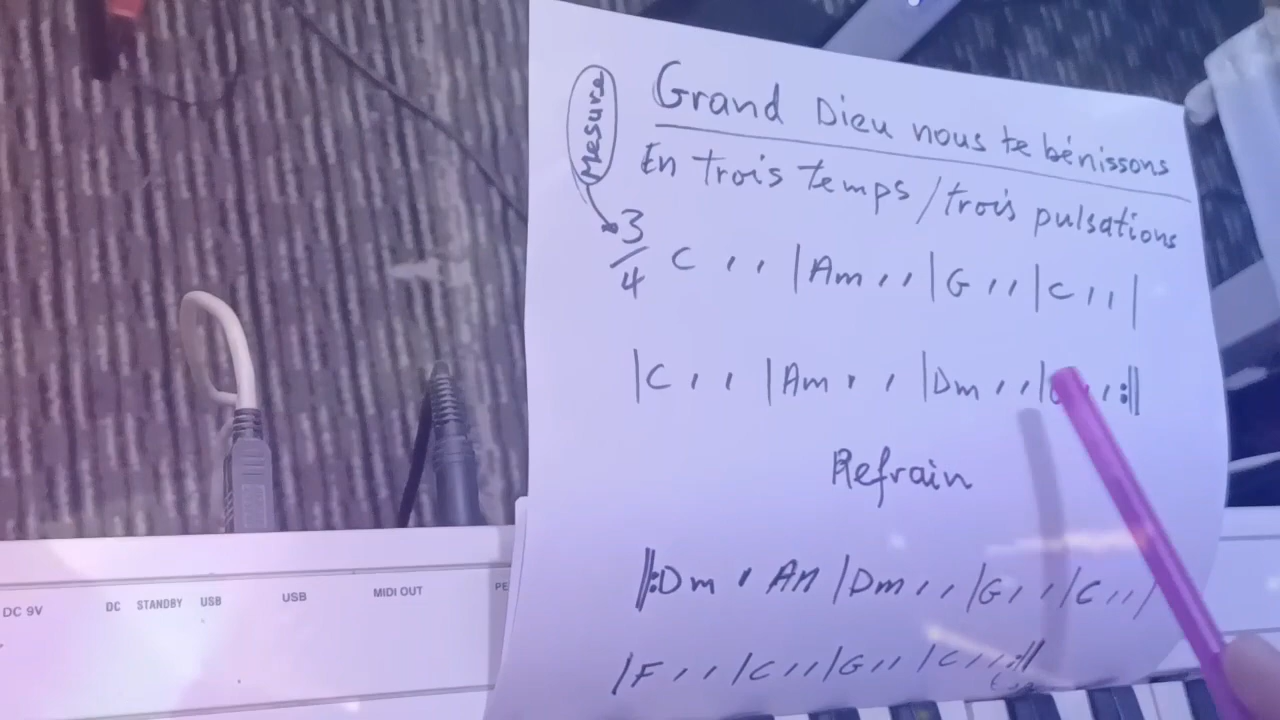 Mesure
Grand Dieu nous te bénissons
En trois temps / trois pulsations
3/4 C , , | Am , , | G , , | C , , |
| C , , | Am , , | Dm , , | , , :||
Refrain
||: Dm , Am | Dm , , | G , , | C , , |
| F , , | C , , | G , , | C , , :||
DC 9V
DC STANDBY USB USB MIDI OUT